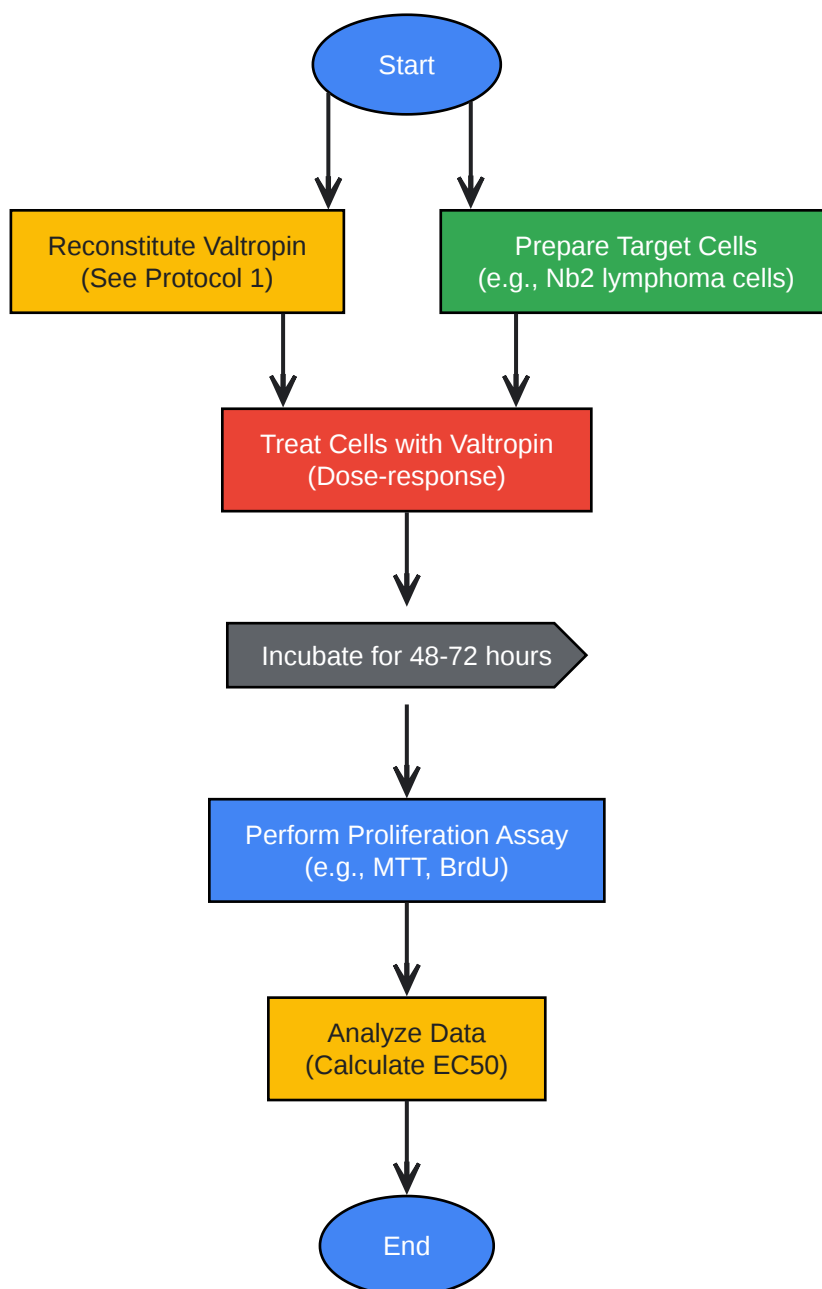 Start
Reconstitute Valtropin
(See Protocol 1)
Prepare Target Cells
(e.g., Nb2 lymphoma cells)
Treat Cells with Valtropin
(Dose-response)
Incubate for 48-72 hours
Perform Proliferation Assay
(e.g., MTT, BrdU)
Analyze Data
(Calculate EC50)
End